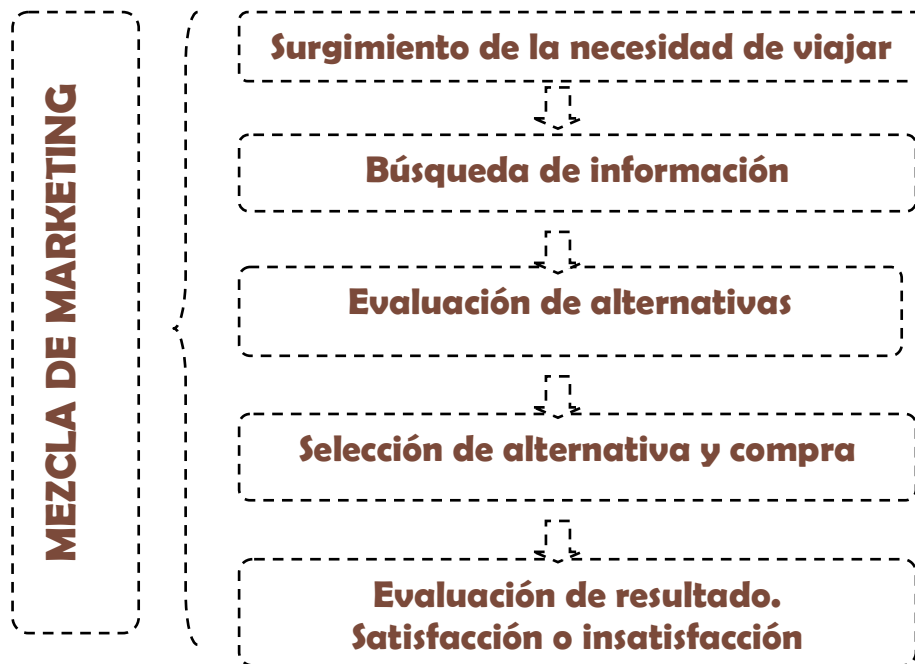 MEZCLA DE MARKETING
Surgimiento de la necesidad de viajar
Búsqueda de información
Evaluación de alternativas
Selección de alternativa y compra
Evaluación de resultado.
Satisfacción o insatisfacción